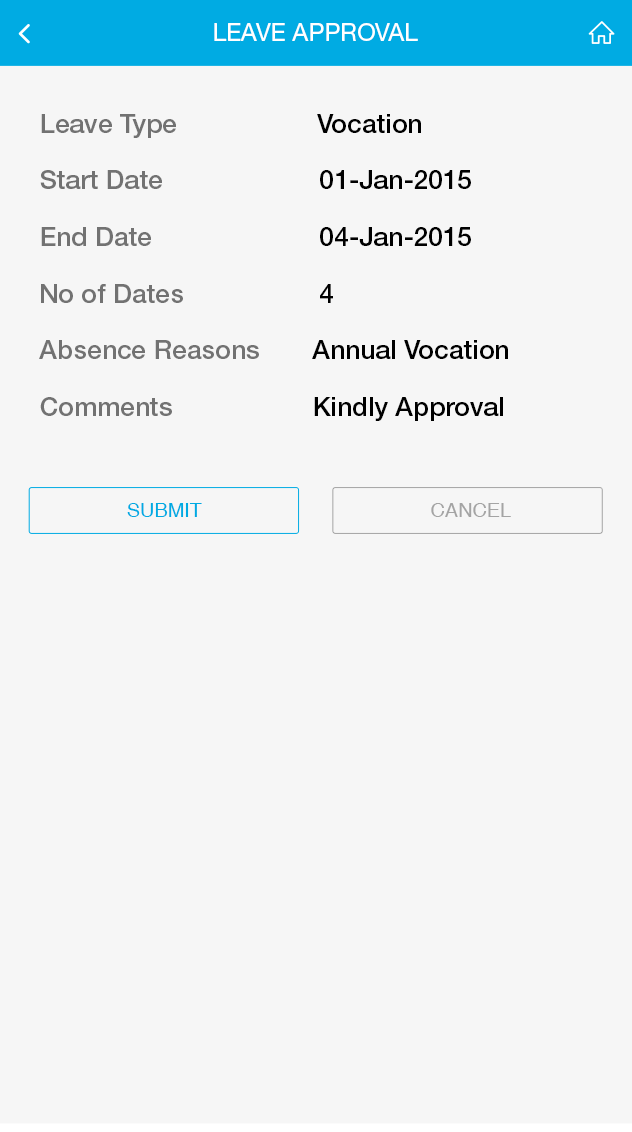 LEAVE APPROVAL
Leave Type Vocation
Start Date 01-Jan-2015
End Date 04-Jan-2015
No of Dates 4
Absence Reasons Annual Vocation
Comments Kindly Approval
SUBMIT CANCEL